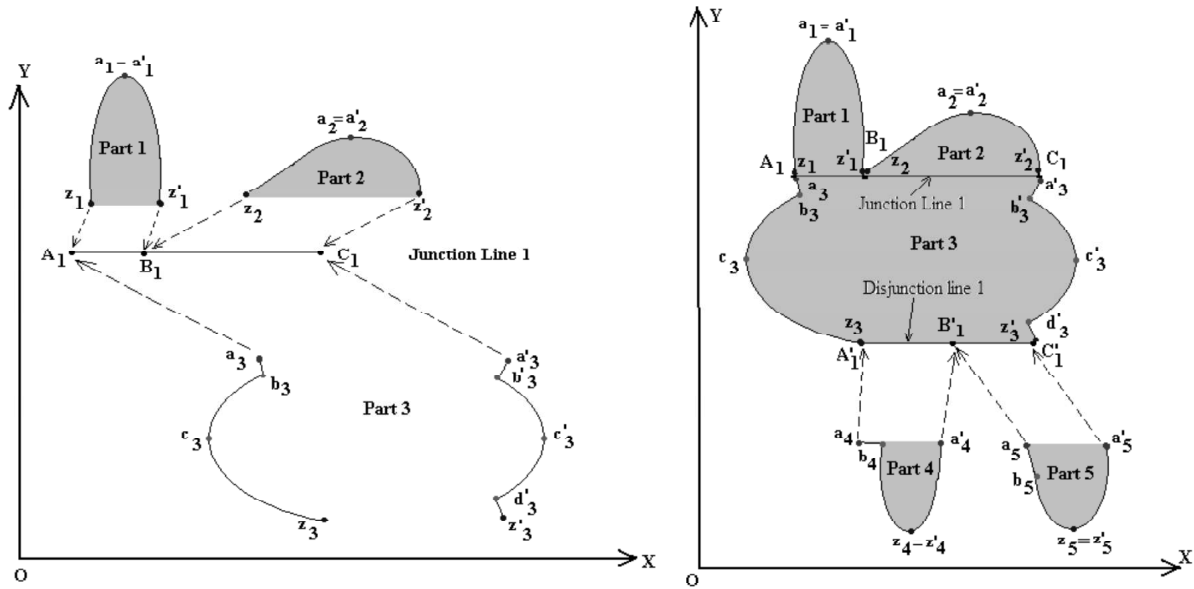 Y
a1 - a'1
Part 1
z1
z'1
a2=a'2
Part 2
z2
z'2
A1
B1
C1
Junction Line 1
a3
b3
a'3
b'3
Part 3
c3
c'3
d'3
z3
z'3
O
X
Y
a1= a'1
Part 1
a2=a'2
B1
Part 2
A1
z1
z'1
z2
z'2
C1
a3
a'3
b3
b'3
Junction Line 1
Part 3
c3
c'3
Disjunction line 1
z3
B'1
z'3
d'3
A'1
C'1
a4
b4
a'4
Part 4
z4-z'4
a5
a'5
b5
Part 5
z5=z'5
O
X